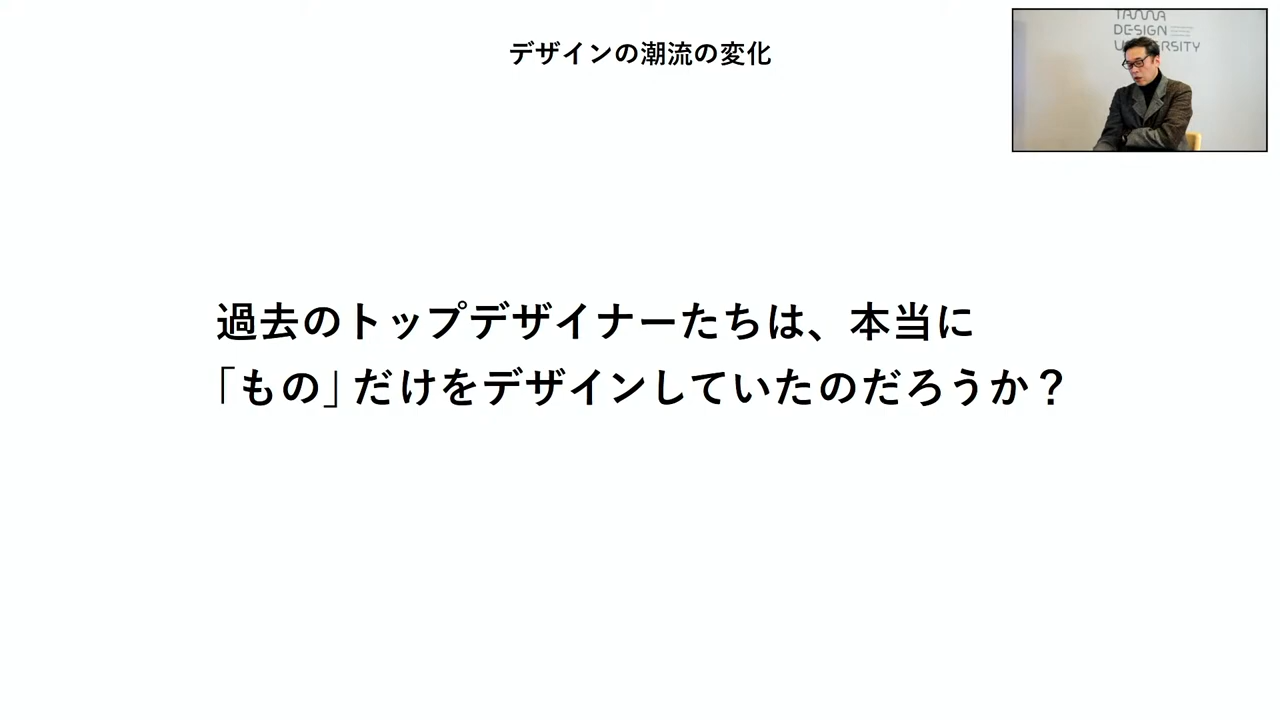 デザインの潮流の変化
過去のトップデザイナーたちは、本当に
「もの」だけをデザインしていたのだろうか？
TAMA
DESIGN
UNIVERSITY